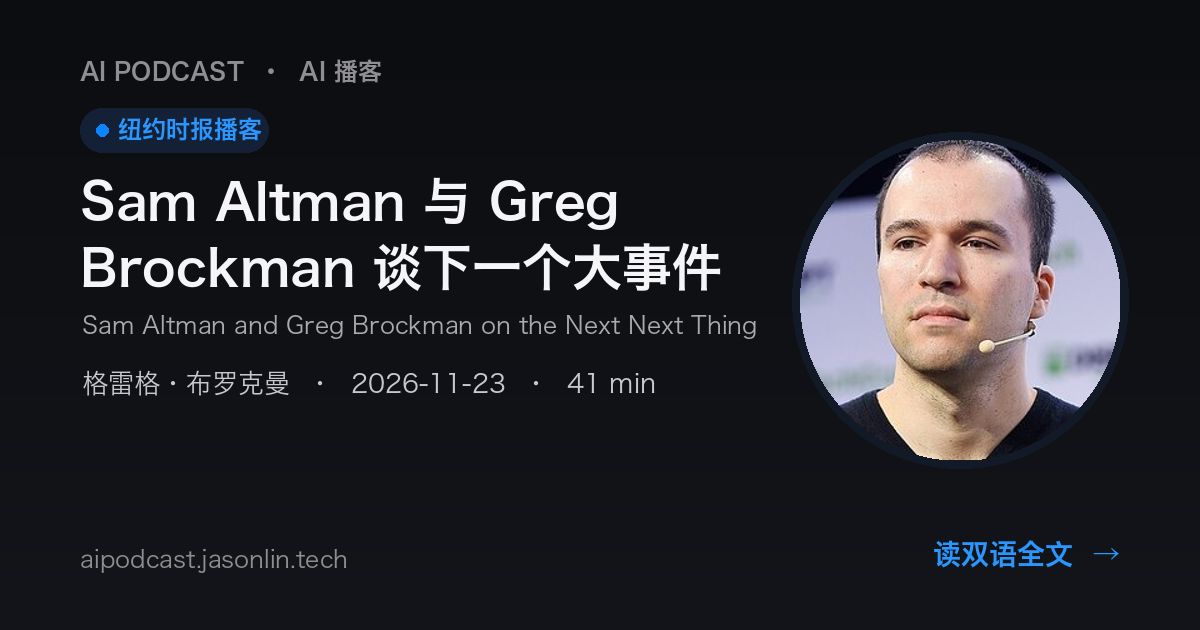 AI PODCAST · AI 播客
纽约时报播客
Sam Altman 与 Greg
Brockman 谈下一个大事件
Sam Altman and Greg Brockman on the Next Next Thing
格雷格·布罗克曼 · 2026-11-23 · 41 min
aipodcast.jasonlin.tech
读双语全文 →